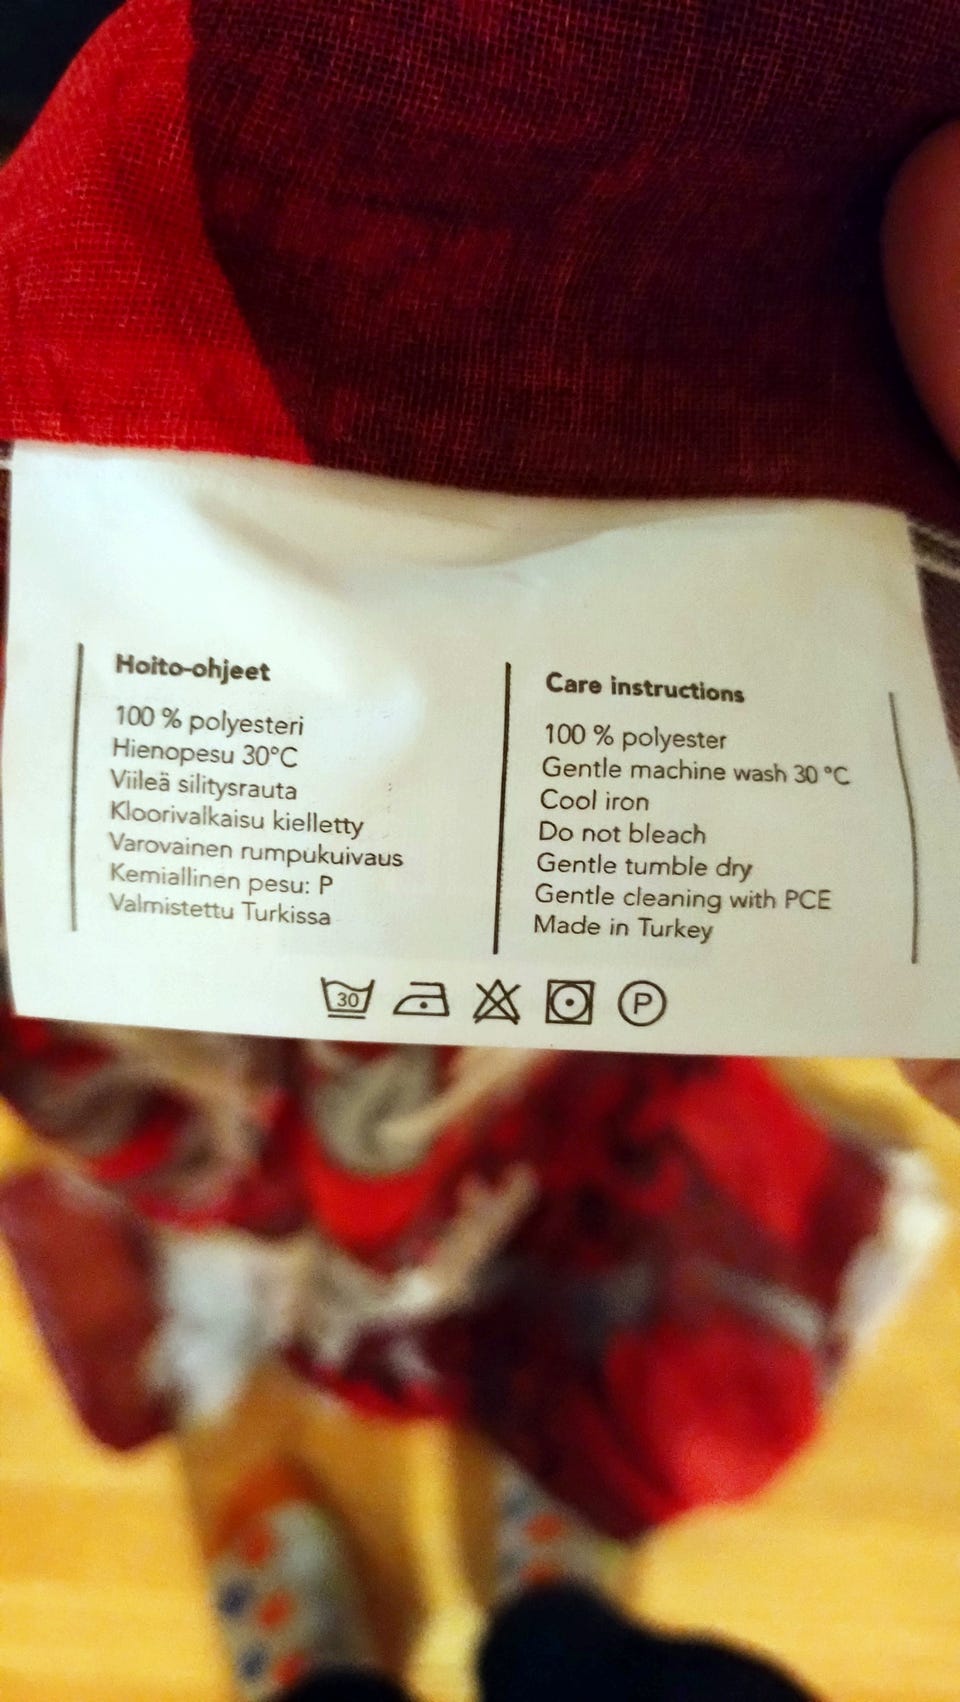 Hoito-ohjeet
100 % polyesteri
Hienopesu 30°C
Viileä silitysrauta
Kloorivalkaisu kielletty
Varovainen rumpukuivaus
Kemiallinen pesu: P
Valmistettu Turkissa
Care instructions
100 % polyester
Gentle machine wash 30 °C
Cool iron
Do not bleach
Gentle tumble dry
Gentle cleaning with PCE
Made in Turkey
30 P